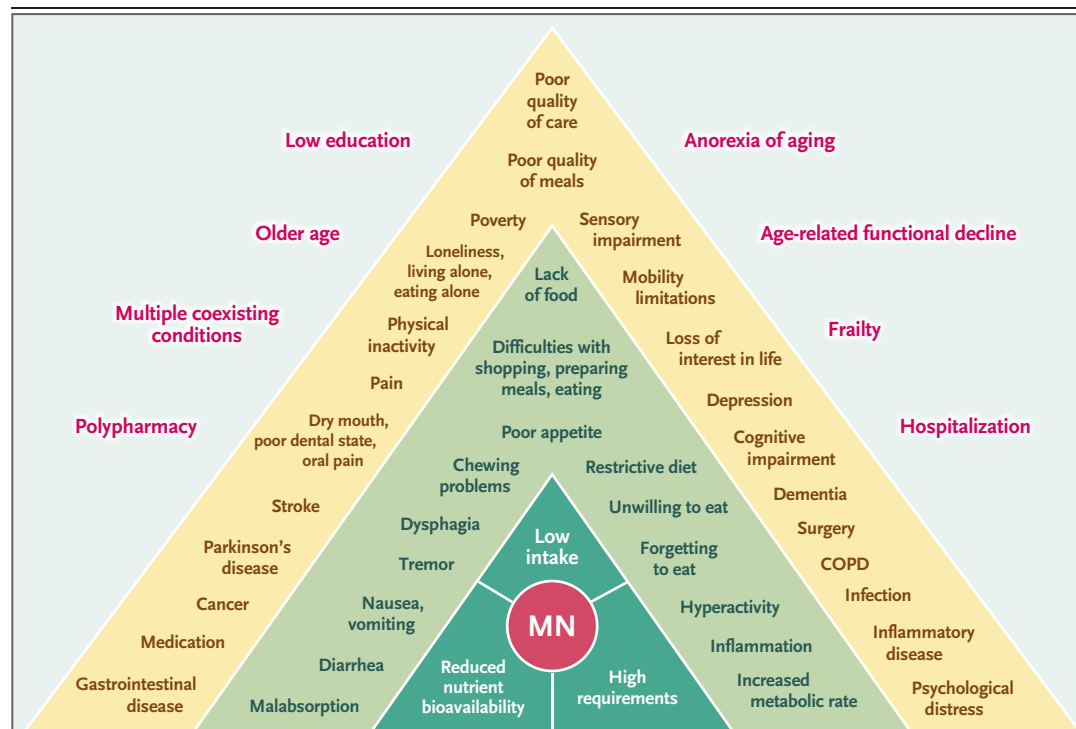 Poor
quality
of care
Low education
Anorexia of aging
Poor quality
of meals
Poverty
Sensory
impairment
Older age
Age-related functional decline
Loneliness,
living alone,
eating alone
Lack
of food
Mobility
limitations
Multiple coexisting
conditions
Physical
inactivity
Frailty
Difficulties with
shopping, preparing
meals, eating
Loss of
interest in life
Pain
Depression
Polypharmacy
Dry mouth,
poor dental state,
oral pain
Poor appetite
Cognitive
impairment
Hospitalization
Chewing
problems
Restrictive diet
Dementia
Stroke
Unwilling to eat
Dysphagia
Surgery
Low
intake
Parkinson's
disease
Tremor
Forgetting
to eat
COPD
Cancer
Nausea,
vomiting
Hyperactivity
Infection
MN
Medication
Inflammation
Inflammatory
disease
Diarrhea
Reduced
nutrient
bioavailability
High
requirements
Gastrointestinal
disease
Malabsorption
Increased
metabolic rate
Psychological
distress